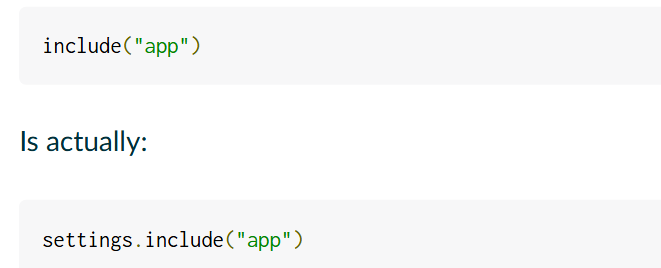 include("app")
Is actually:
settings.include("app")